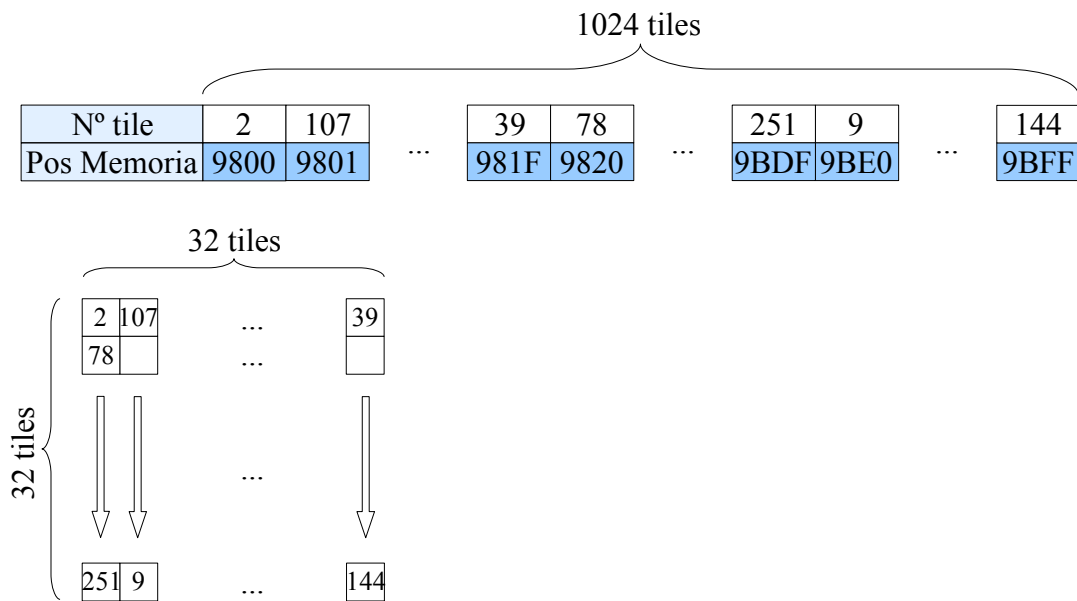 1024 tiles
Nº tile 2 107 39 78 251 9 144
Pos Memoria 9800 9801 ... 981F 9820 ... 9BDF 9BE0 ... 9BFF
32 tiles
2 107 ... 39
78 ...
32 tiles
...
251 9 ... 144